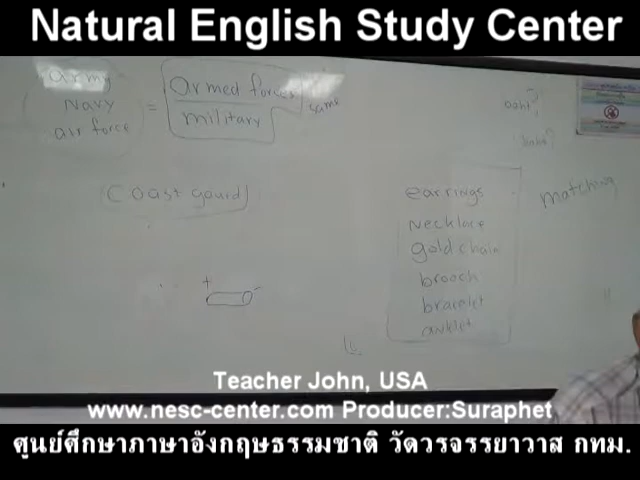 Natural English Study Center
army
Navy
air force
=
armed forces
military
same
Coast gourd
baht?
earrings
Necklace
gold chain
brooch
bracelet
anklet
matching
+
-
Teacher John, USA
www.nesc-center.com Producer:Suraphet
ศูนย์ศึกษาภาษาอังกฤษธรรมชาติ วัดวรจรรยาวาส กทม.